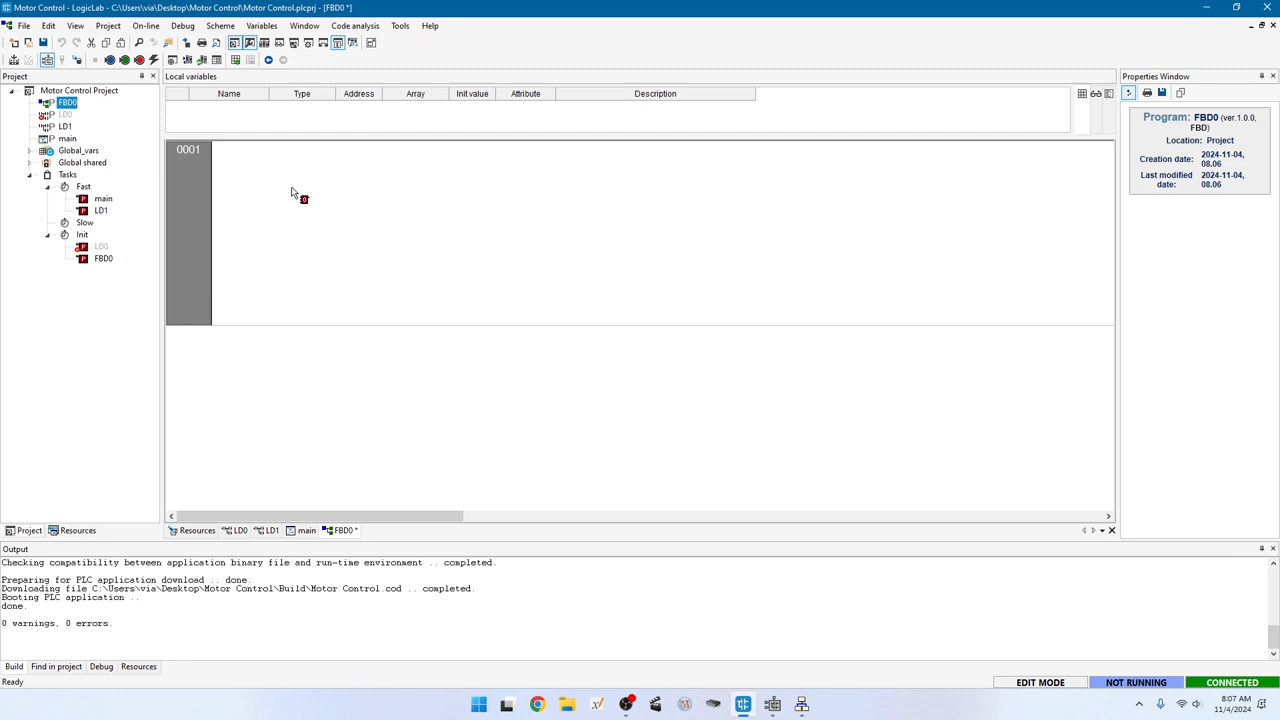 Motor Control - LogicLab - C:\Users\via\Desktop\Motor Control\Motor Control.plcprj - [FBD0 *]
File Edit View Project On-line Debug Scheme Variables Window Code analysis Tools Help
Project
Local variables
Properties Window
Name Type Address Array Init value Attribute Description
Motor Control Project
FBD0
LD0
LD1
main
Global_vars
Global shared
Tasks
Fast
main
LD1
Slow
Init
LD0
FBD0
0001
Program: FBD0 (ver.1.0.0, FBD)
Location: Project
Creation date: 2024-11-04, 08.06
Last modified date: 2024-11-04, 08.06
Project Resources
Resources LD0 LD1 main FBD0 *
Output
Checking compatibility between application binary file and run-time environment .. completed.
Preparing for PLC application download .. done.
Downloading file C:\Users\via\Desktop\Motor Control\Build\Motor Control.cod .. completed.
Booting PLC application ..
done.
0 warnings, 0 errors.
Build Find in project Debug Resources
Ready
EDIT MODE NOT RUNNING CONNECTED
8:07 AM
11/4/2024